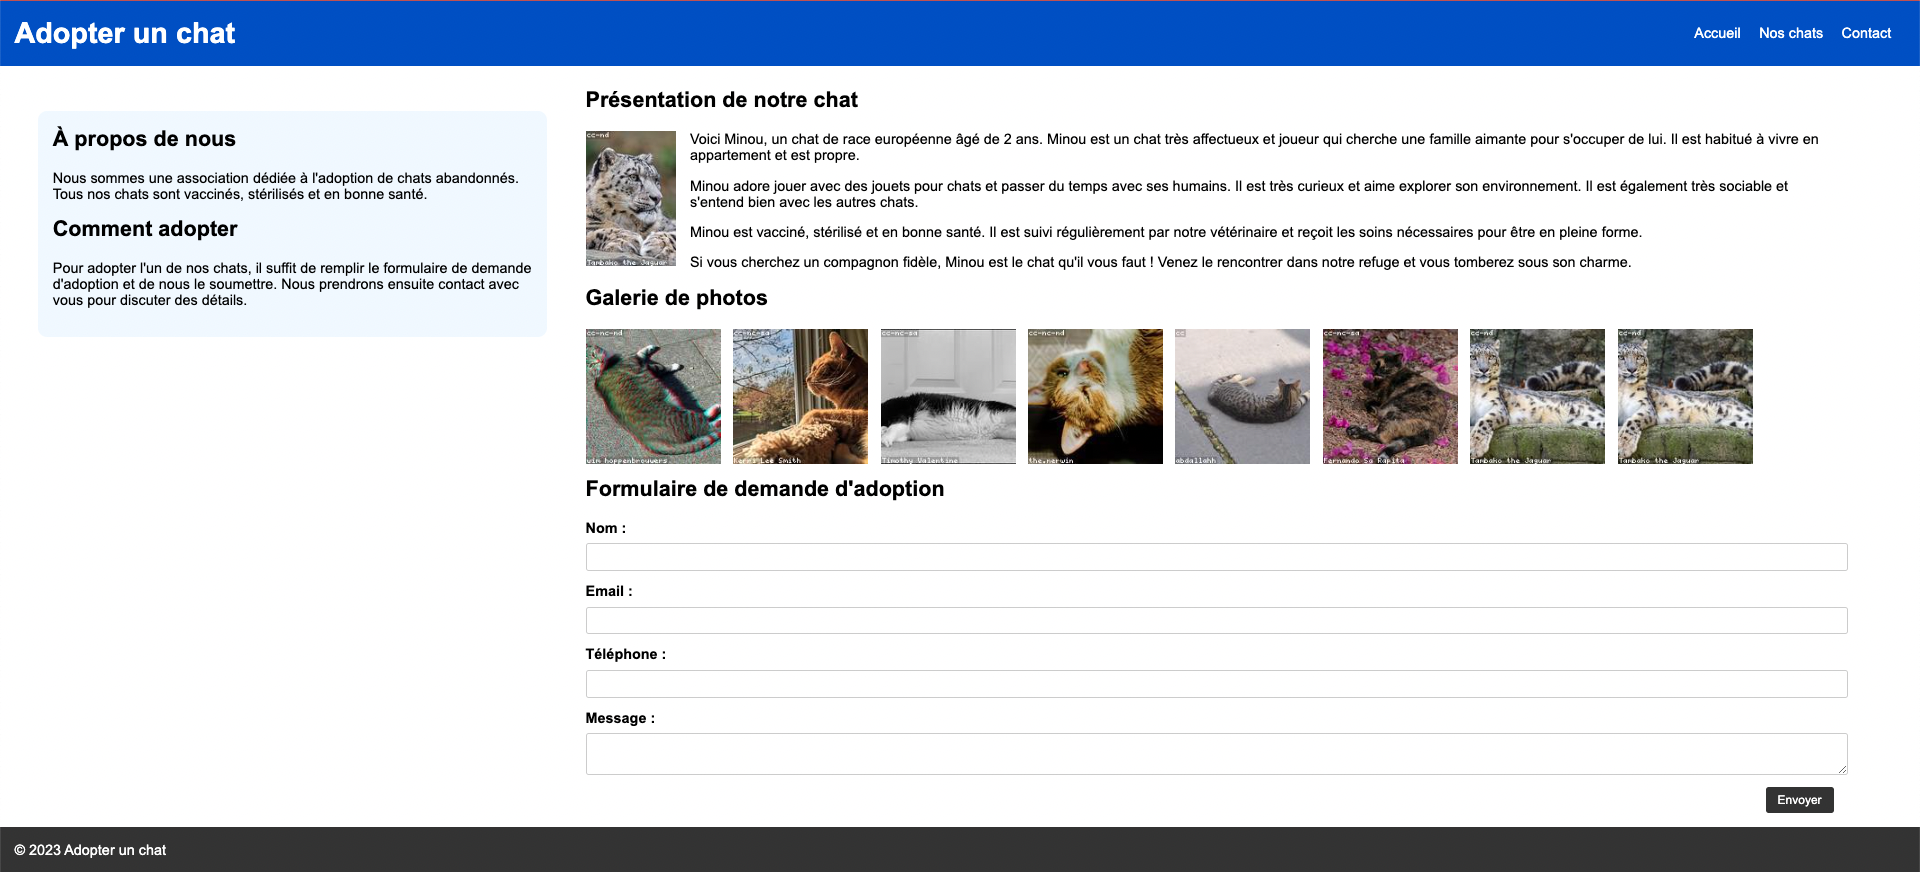 Adopter un chat
Accueil
Nos chats
Contact
À propos de nous
Nous sommes une association dédiée à l'adoption de chats abandonnés.
Tous nos chats sont vaccinés, stérilisés et en bonne santé.
Comment adopter
Pour adopter l'un de nos chats, il suffit de remplir le formulaire de demande
d'adoption et de nous le soumettre. Nous prendrons ensuite contact avec
vous pour discuter des détails.
Présentation de notre chat
cc-nd
Tambako the Jaguar
Voici Minou, un chat de race européenne âgé de 2 ans. Minou est un chat très affectueux et joueur qui cherche une famille aimante pour s'occuper de lui. Il est habitué à vivre en
appartement et est propre.
Minou adore jouer avec des jouets pour chats et passer du temps avec ses humains. Il est très curieux et aime explorer son environnement. Il est également très sociable et
s'entend bien avec les autres chats.
Minou est vacciné, stérilisé et en bonne santé. Il est suivi régulièrement par notre vétérinaire et reçoit les soins nécessaires pour être en pleine forme.
Si vous cherchez un compagnon fidèle, Minou est le chat qu'il vous faut ! Venez le rencontrer dans notre refuge et vous tomberez sous son charme.
Galerie de photos
cc-nc-nd
wim hoppenbrouwers
cc-nc-sa
Kerri Lee Smith
cc-nc-sa
Timothy Valentine
cc-nc-nd
the.nerwin
cc
abdallahh
cc-nc-sa
Fernando Sa Rapita
cc-nd
Tambako the Jaguar
cc-nd
Tambako the Jaguar
Formulaire de demande d'adoption
Nom :
Email :
Téléphone :
Message :
Envoyer
© 2023 Adopter un chat